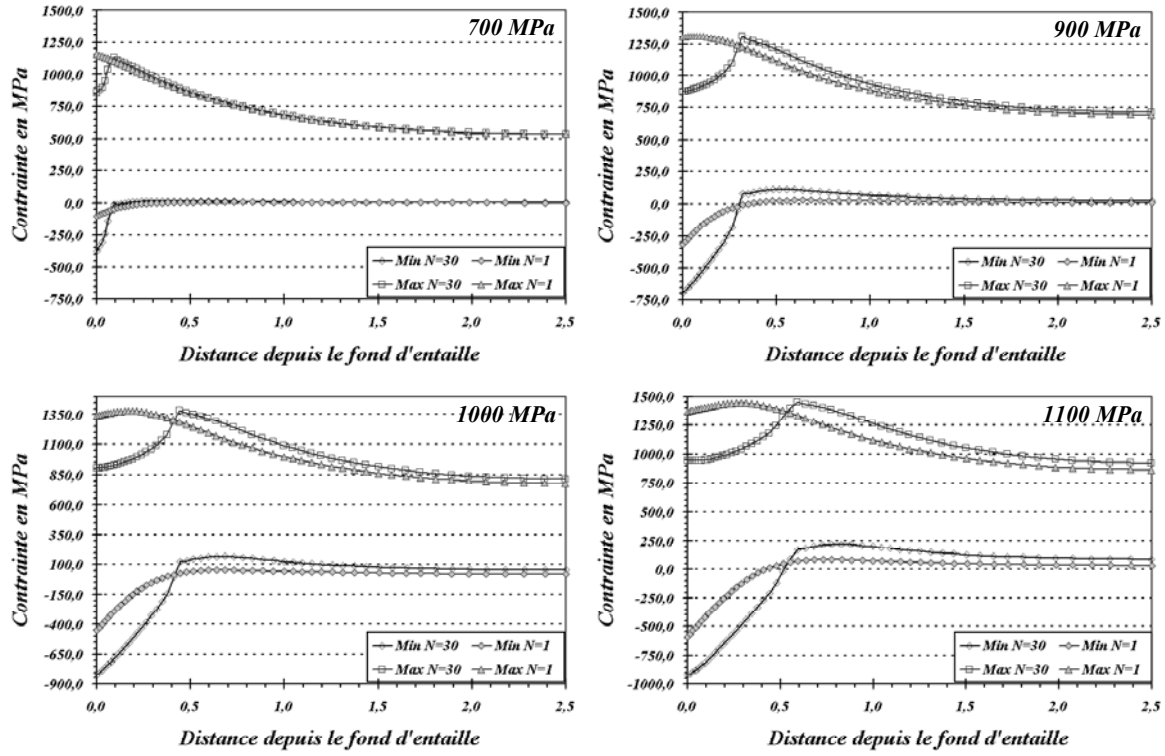 700 MPa
Contrainte en MPa
1500,0
1250,0
1000,0
750,0
500,0
250,0
0,0
-250,0
-500,0
-750,0
Min N=30 Min N=1
Max N=30 Max N=1
0,0 0,5 1,0 1,5 2,0 2,5
Distance depuis le fond d'entaille
900 MPa
Contrainte en MPa
1500,0
1250,0
1000,0
750,0
500,0
250,0
0,0
-250,0
-500,0
-750,0
Min N=30 Min N=1
Max N=30 Max N=1
0,0 0,5 1,0 1,5 2,0 2,5
Distance depuis le fond d'entaille
1000 MPa
Contrainte en MPa
1350,0
1100,0
850,0
600,0
350,0
100,0
-150,0
-400,0
-650,0
-900,0
Min N=30 Min N=1
Max N=30 Max N=1
0,0 0,5 1,0 1,5 2,0 2,5
Distance depuis le fond d'entaille
1100 MPa
Contrainte en MPa
1500,0
1250,0
1000,0
750,0
500,0
250,0
0,0
-250,0
-500,0
-750,0
-1000,0
Min N=30 Min N=1
Max N=30 Max N=1
0,0 0,5 1,0 1,5 2,0 2,5
Distance depuis le fond d'entaille